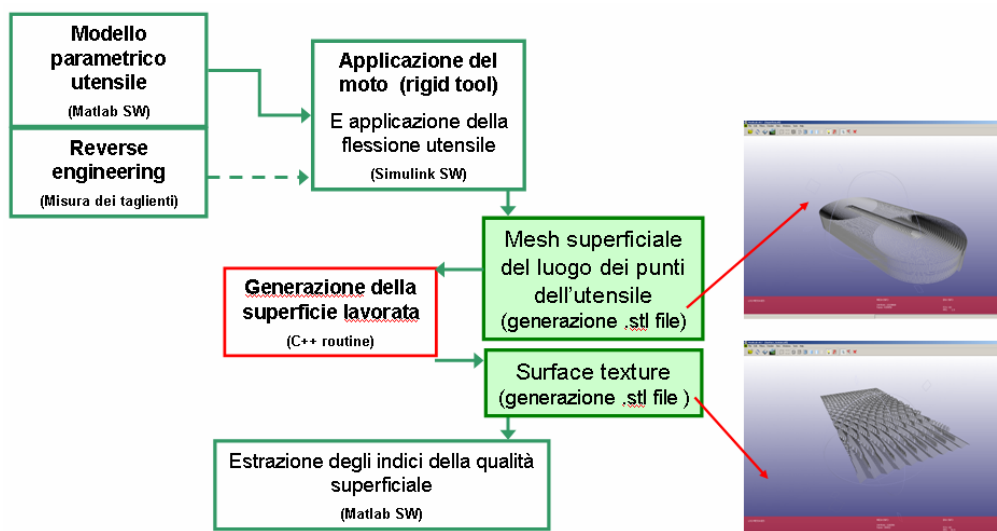 Modello
parametrico
utensile
(Matlab SW)
Reverse
engineering
(Misura dei taglienti)
Applicazione del
moto (rigid tool)
E applicazione della
flessione utensile
(Simulink SW)
Mesh superficiale
del luogo dei punti
dell'utensile
(generazione .stl file)
Generazione della
superficie lavorata
(C++ routine)
Surface texture
(generazione .stl file )
Estrazione degli indici della qualità
superficiale
(Matlab SW)